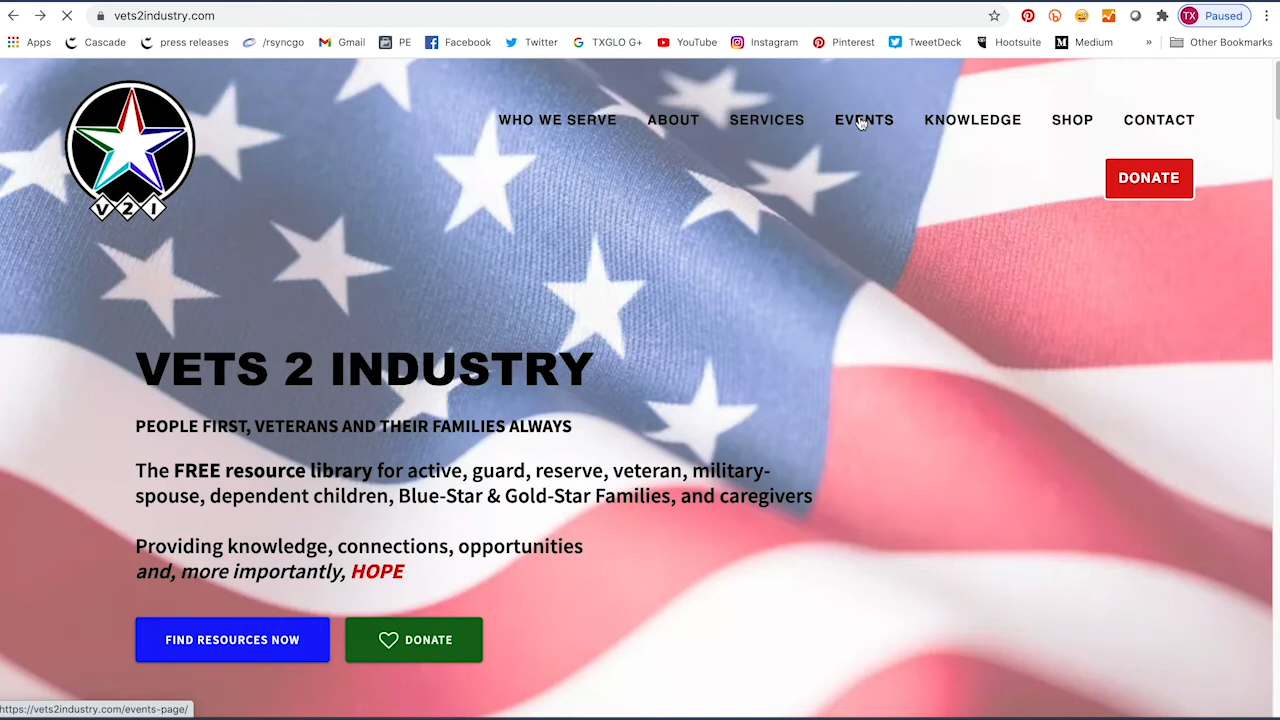 vets2industry.com
TX Paused
Apps Cascade press releases /rsyncgo Gmail PE Facebook Twitter TXGLO G+ YouTube Instagram Pinterest TweetDeck Hootsuite Medium » Other Bookmarks
WHO WE SERVE ABOUT SERVICES EVENTS KNOWLEDGE SHOP CONTACT
DONATE
V2I
VETS 2 INDUSTRY
PEOPLE FIRST, VETERANS AND THEIR FAMILIES ALWAYS
The FREE resource library for active, guard, reserve, veteran, military-
spouse, dependent children, Blue-Star & Gold-Star Families, and caregivers
Providing knowledge, connections, opportunities
and, more importantly, HOPE
FIND RESOURCES NOW DONATE
https://vets2industry.com/events-page/